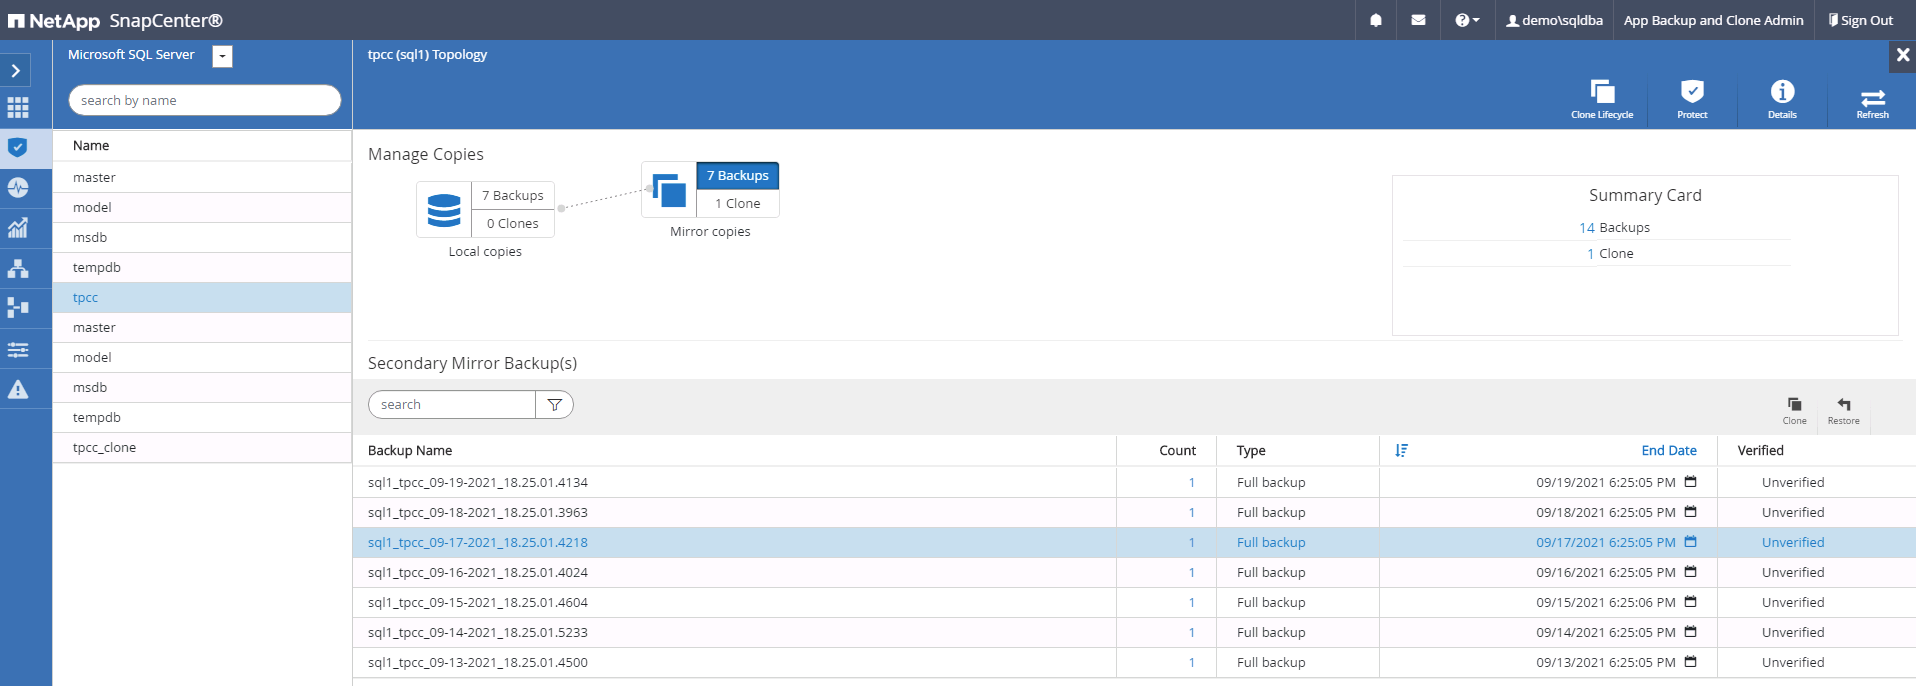 NetApp SnapCenter®
demo\sqldba
App Backup and Clone Admin
Sign Out
Microsoft SQL Server
search by name
Name
master
model
msdb
tempdb
tpcc
master
model
msdb
tempdb
tpcc_clone
tpcc (sql1) Topology
Clone Lifecycle
Protect
Details
Refresh
Manage Copies
7 Backups
0 Clones
Local copies
7 Backups
1 Clone
Mirror copies
Summary Card
14 Backups
1 Clone
Secondary Mirror Backup(s)
search
Clone
Restore
Backup Name Count Type End Date Verified
sql1_tpcc_09-19-2021_18.25.01.4134 1 Full backup 09/19/2021 6:25:05 PM Unverified
sql1_tpcc_09-18-2021_18.25.01.3963 1 Full backup 09/18/2021 6:25:05 PM Unverified
sql1_tpcc_09-17-2021_18.25.01.4218 1 Full backup 09/17/2021 6:25:05 PM Unverified
sql1_tpcc_09-16-2021_18.25.01.4024 1 Full backup 09/16/2021 6:25:05 PM Unverified
sql1_tpcc_09-15-2021_18.25.01.4604 1 Full backup 09/15/2021 6:25:06 PM Unverified
sql1_tpcc_09-14-2021_18.25.01.5233 1 Full backup 09/14/2021 6:25:05 PM Unverified
sql1_tpcc_09-13-2021_18.25.01.4500 1 Full backup 09/13/2021 6:25:05 PM Unverified